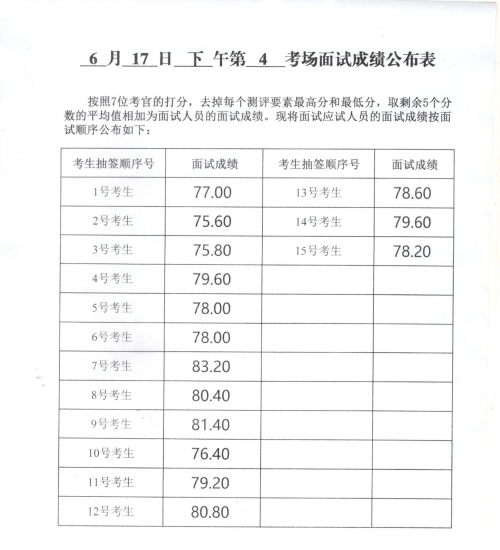 6 月 17 日 下 午第 4 考场面试成绩公布表
按照7位考官的打分，去掉每个测评要素最高分和最低分，取剩余5个分
数的平均值相加为面试人员的面试成绩。现将面试应试人员的面试成绩按面
试顺序公布如下：
考生抽签顺序号 面试成绩 考生抽签顺序号 面试成绩
1号考生 77.00 13号考生 78.60
2号考生 75.60 14号考生 79.60
3号考生 75.80 15号考生 78.20
4号考生 79.60
5号考生 78.00
6号考生 78.00
7号考生 83.20
8号考生 80.40
9号考生 81.40
10号考生 76.40
11号考生 79.20
12号考生 80.80